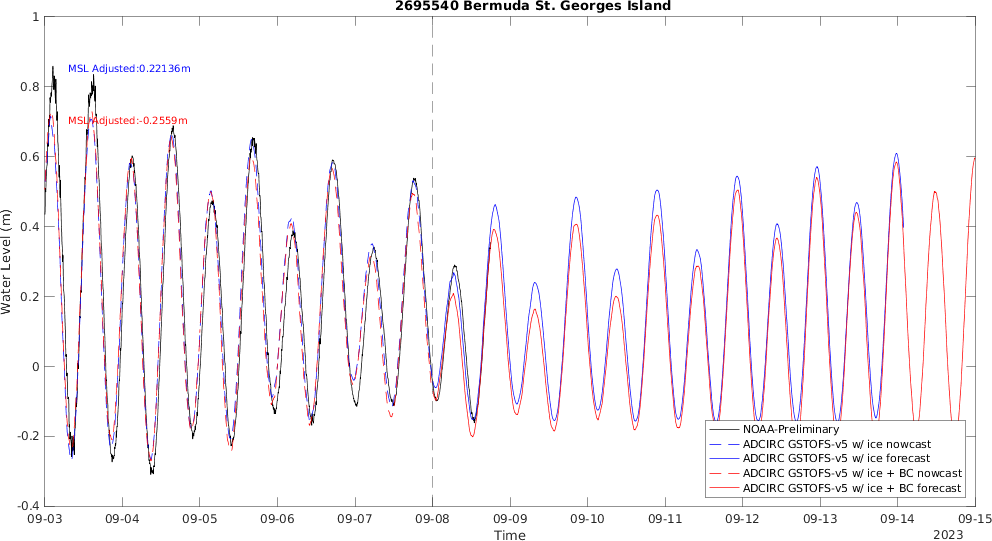 2695540 Bermuda St. Georges Island
1
0.8
0.6
0.4
0.2
0
-0.2
-0.4
Water Level (m)
MSL Adjusted:0.22136m
MSL Adjusted:-0.2559m
NOAA-Preliminary
ADCIRC GSTOFS-v5 w/ ice nowcast
ADCIRC GSTOFS-v5 w/ ice forecast
ADCIRC GSTOFS-v5 w/ ice + BC nowcast
ADCIRC GSTOFS-v5 w/ ice + BC forecast
09-03 09-04 09-05 09-06 09-07 09-08 09-09 09-10 09-11 09-12 09-13 09-14 09-15
Time
2023